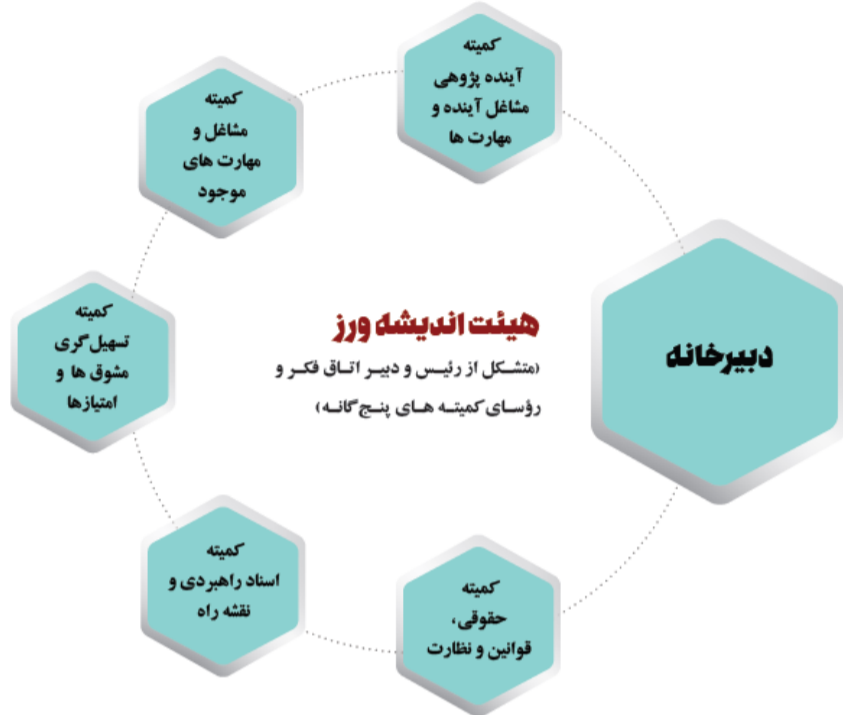 کمیته
آینده پژوهی
مشاغل آینده و
مهارت ها
کمیته
مشاغل و
مهارت های
موجود
کمیته
تسهیل‌گری
مشوق ها و
امتیازها
هیئت اندیشه ورز
(متشکل از رئیس و دبیر اتاق فکر و
رؤسای کمیته های پنج‌گانه)
دبیرخانه
کمیته
اسناد راهبردی و
نقشه راه
کمیته
حقوقی،
قوانین و نظارت